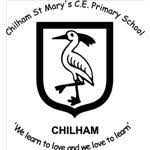 Chilham St Mary's C.E. Primary School
CHILHAM
'We learn to love and we love to learn'